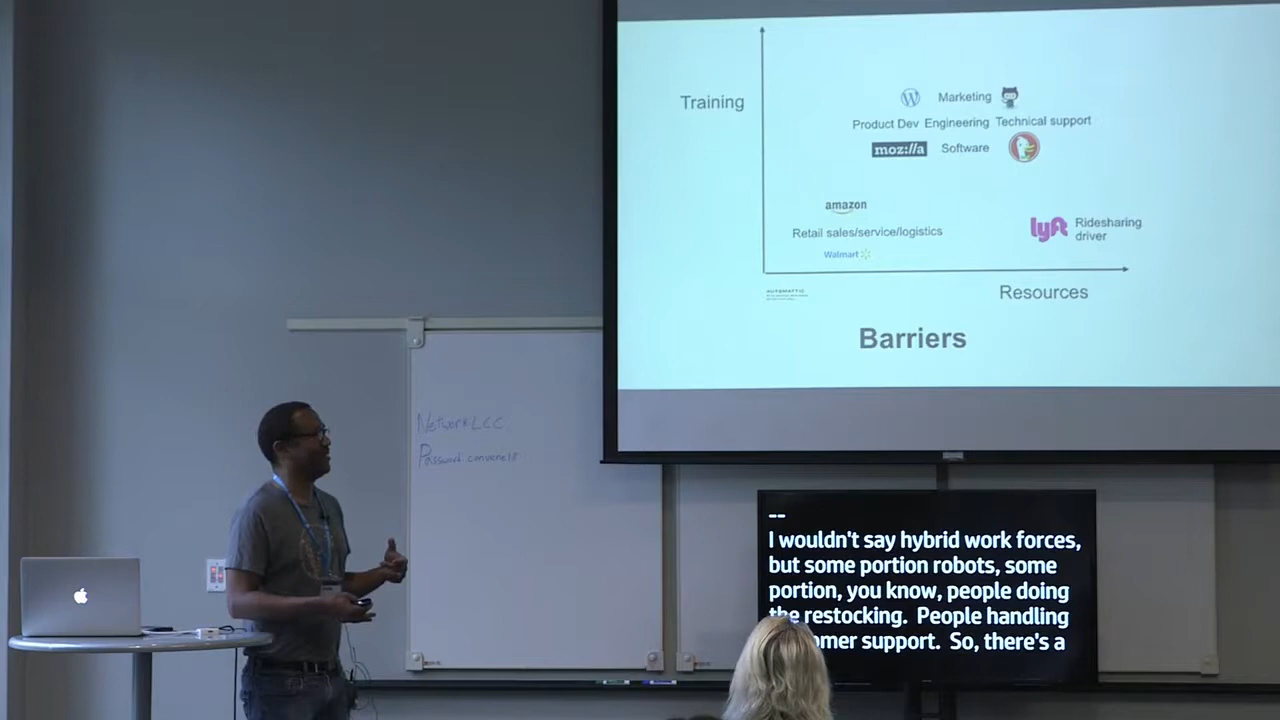 Training
Marketing
Product Dev Engineering Technical support
moz://a Software
amazon
Retail sales/service/logistics
Walmart
lyft Ridesharing driver
Resources
AUTOMATTIC
Barriers
Network LCC
Password
--
I wouldn't say hybrid work forces,
but some portion robots, some
portion, you know, people doing
the restocking. People handling
omer support. So, there's a